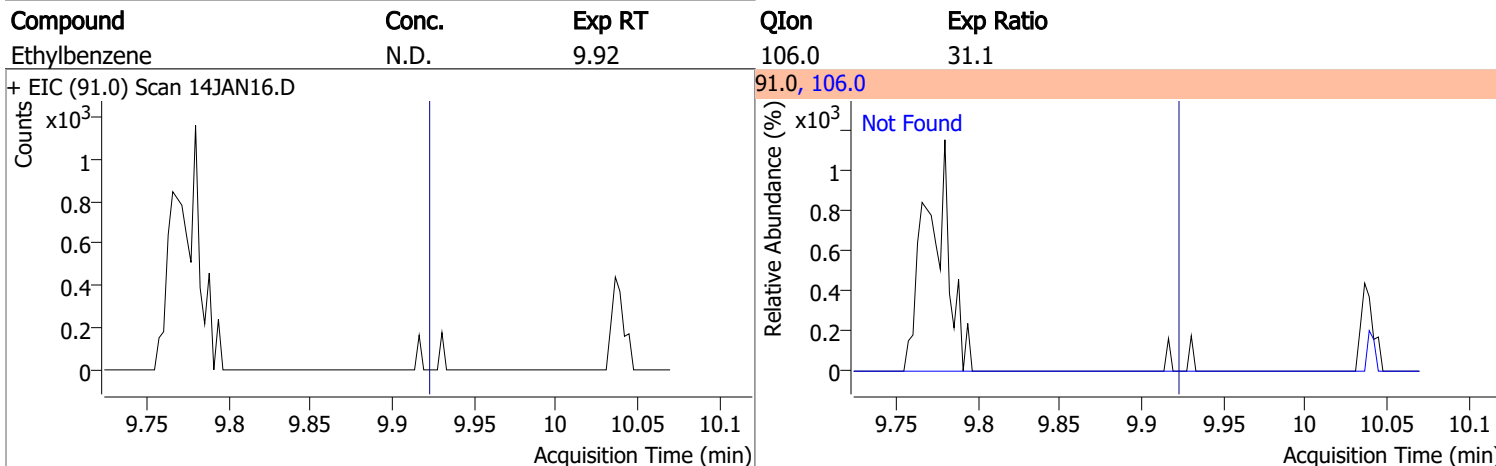 Compound Conc. Exp RT QIon Exp Ratio
Ethylbenzene N.D. 9.92 106.0 31.1
+ EIC (91.0) Scan 14JAN16.D
Counts
x10³
1
0.8
0.6
0.4
0.2
0
9.75 9.8 9.85 9.9 9.95 10 10.05 10.1
Acquisition Time (min)
91.0, 106.0
Relative Abundance (%)
x10³
Not Found
1
0.8
0.6
0.4
0.2
0
9.75 9.8 9.85 9.9 9.95 10 10.05 10.1
Acquisition Time (min)